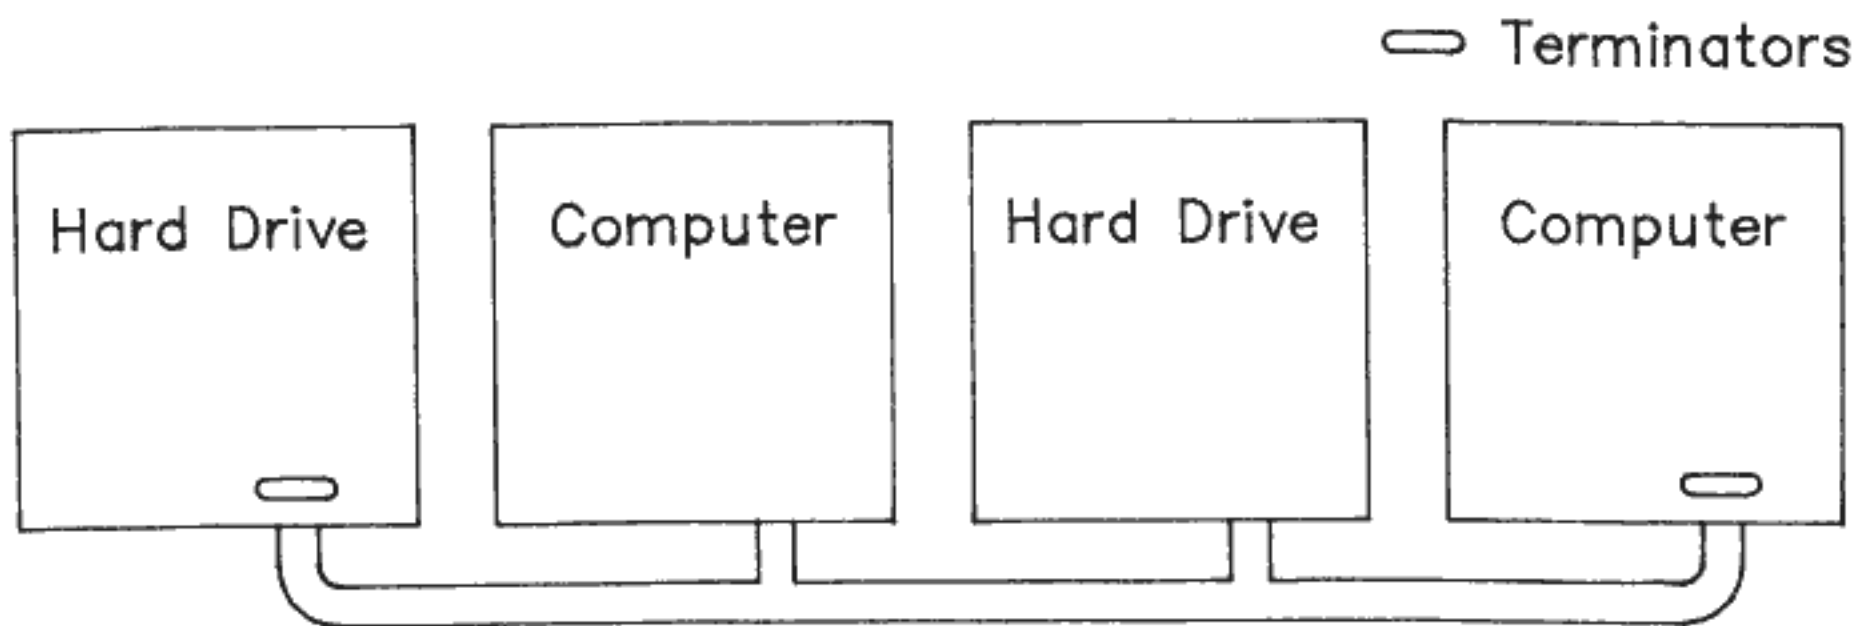 Terminators
Hard Drive
Computer
Hard Drive
Computer